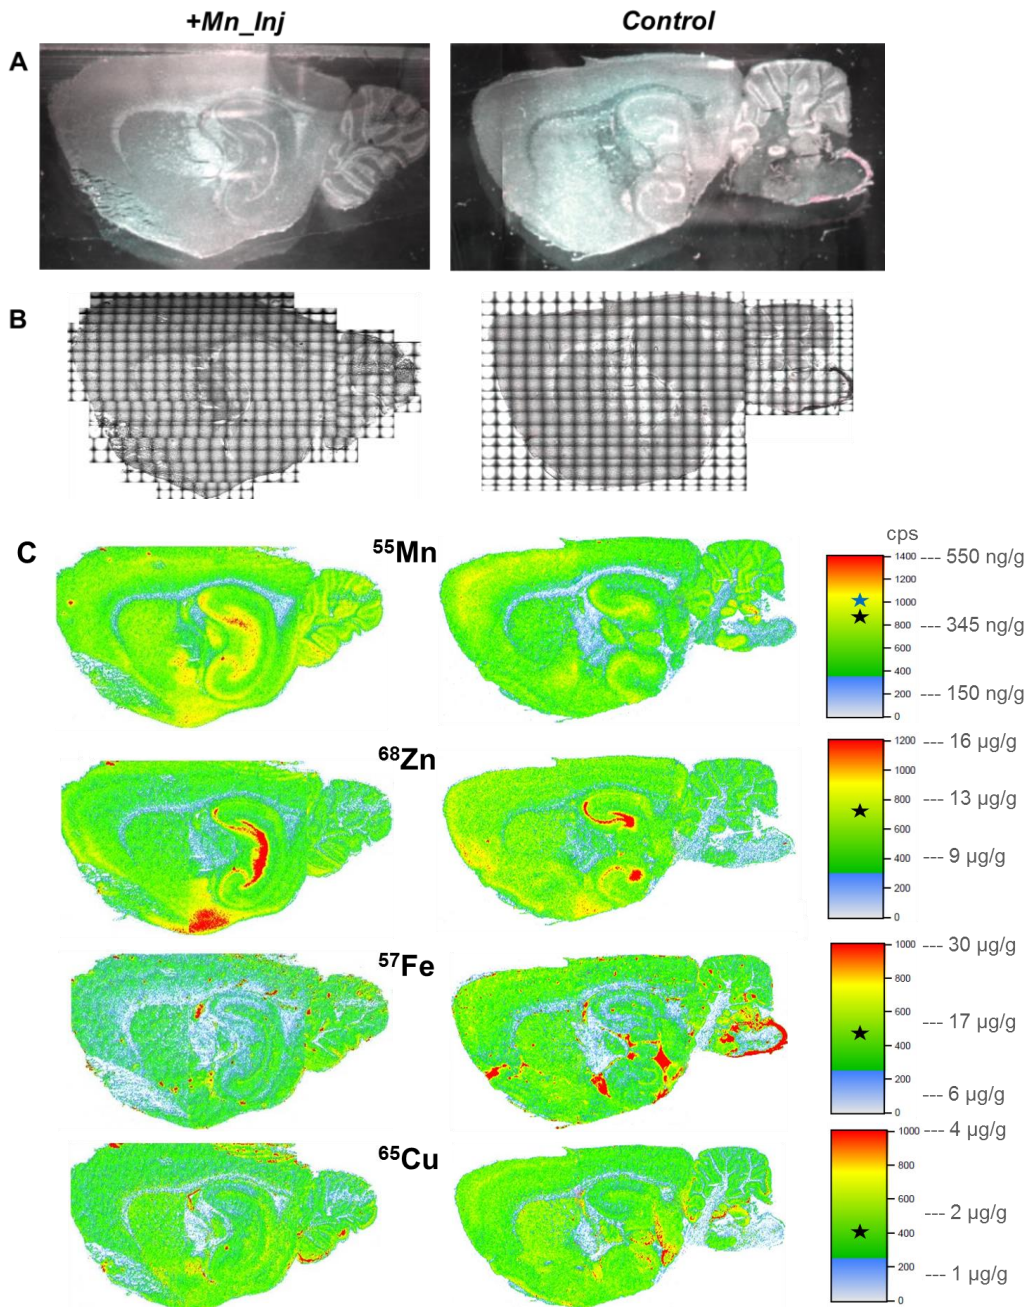 +Mn_Inj Control
A
B
C
55Mn
cps
1400
1200
1000
800
600
400
200
0
--- 550 ng/g
--- 345 ng/g
--- 150 ng/g
68Zn
1200
1000
800
600
400
200
0
--- 16 µg/g
--- 13 µg/g
--- 9 µg/g
57Fe
1000
800
600
400
200
0
--- 30 µg/g
--- 17 µg/g
--- 6 µg/g
65Cu
1000
800
600
400
200
0
--- 4 µg/g
--- 2 µg/g
--- 1 µg/g